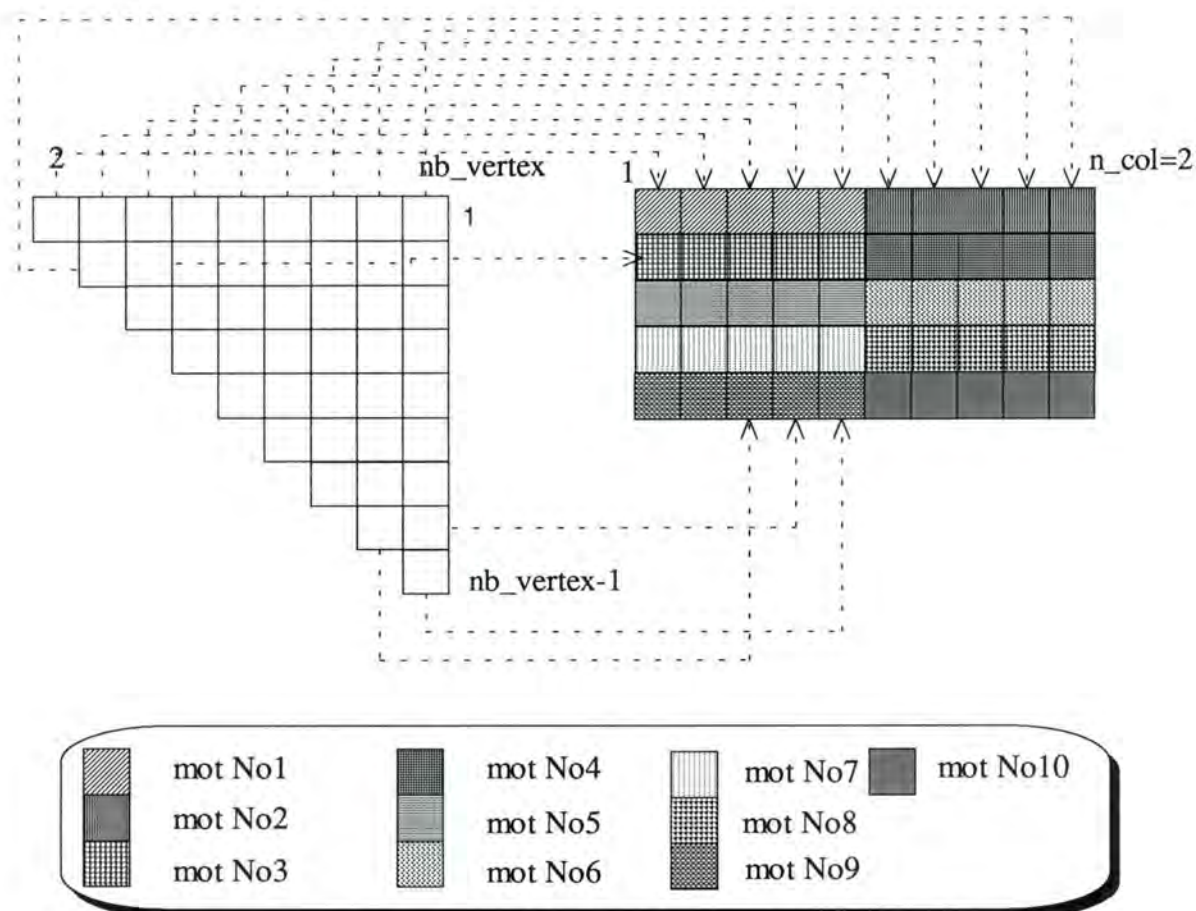 2
nb_vertex
1
n_col=2
1
nb_vertex-1
mot No1
mot No2
mot No3
mot No4
mot No5
mot No6
mot No7
mot No8
mot No9
mot No10